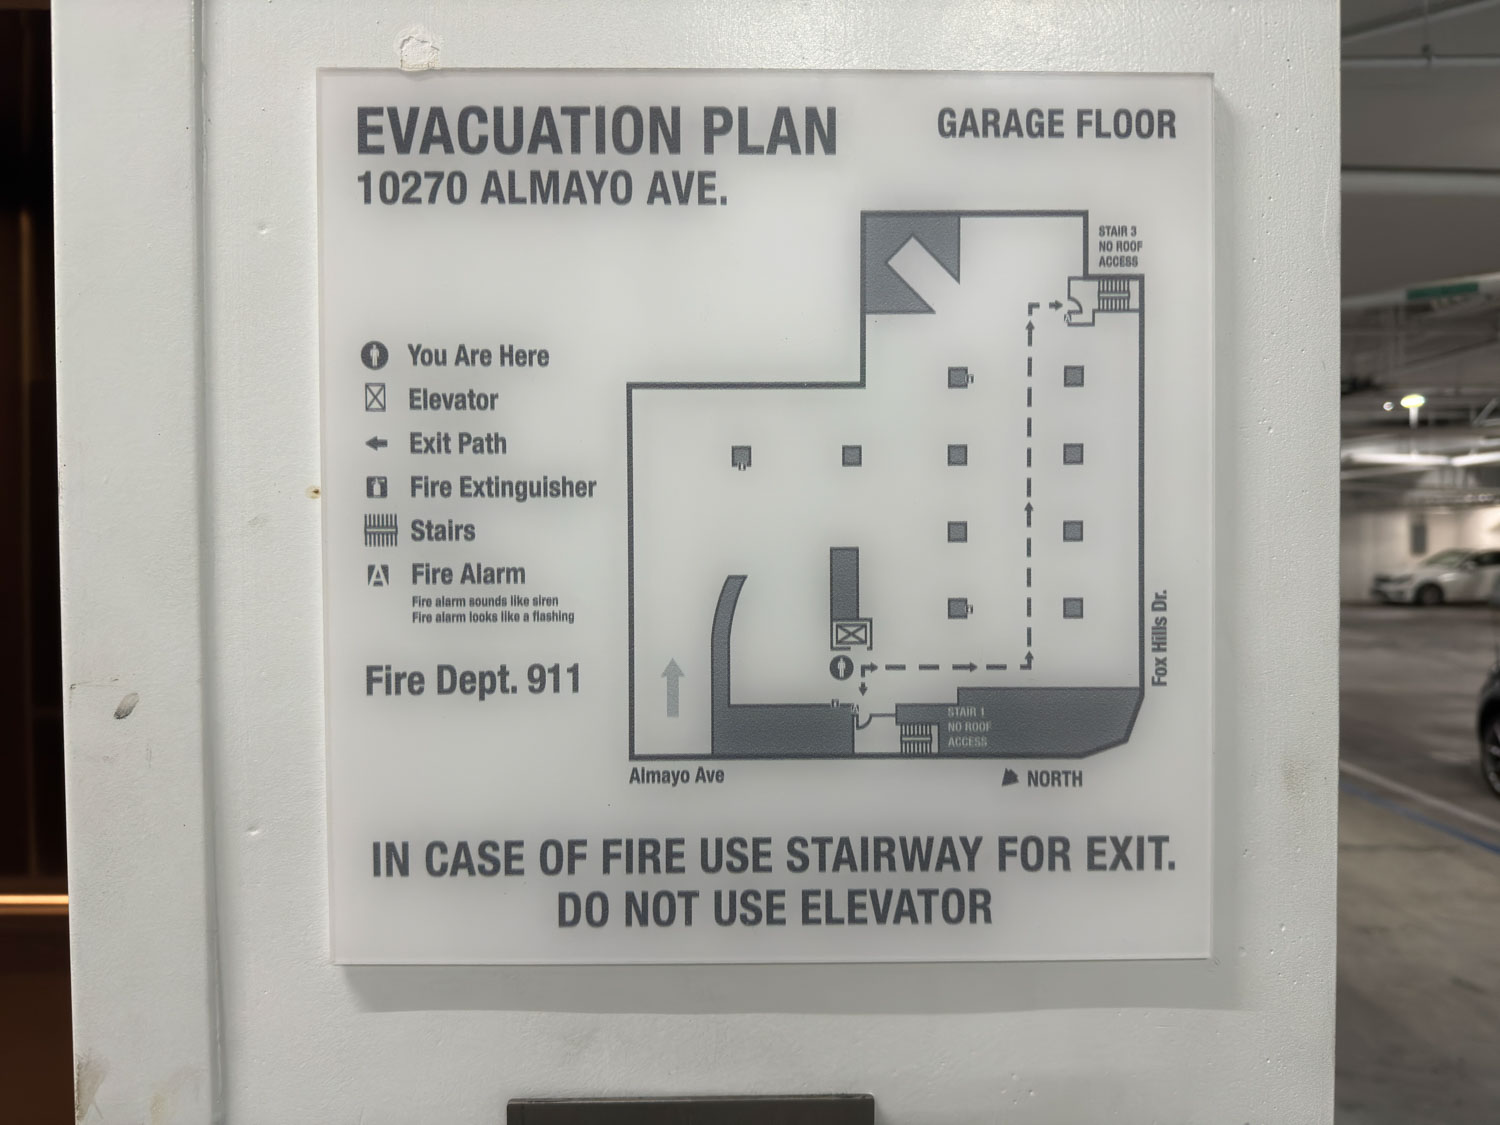 EVACUATION PLAN
GARAGE FLOOR
10270 ALMAYO AVE.
STAIR 3
NO ROOF
ACCESS
You Are Here
Elevator
Exit Path
Fire Extinguisher
Stairs
A Fire Alarm
Fire alarm sounds like siren
Fire alarm looks like a flashing
Fire Dept. 911
Fox Hills Dr.
STAIR 1
NO ROOF
ACCESS
Almayo Ave
NORTH
IN CASE OF FIRE USE STAIRWAY FOR EXIT.
DO NOT USE ELEVATOR